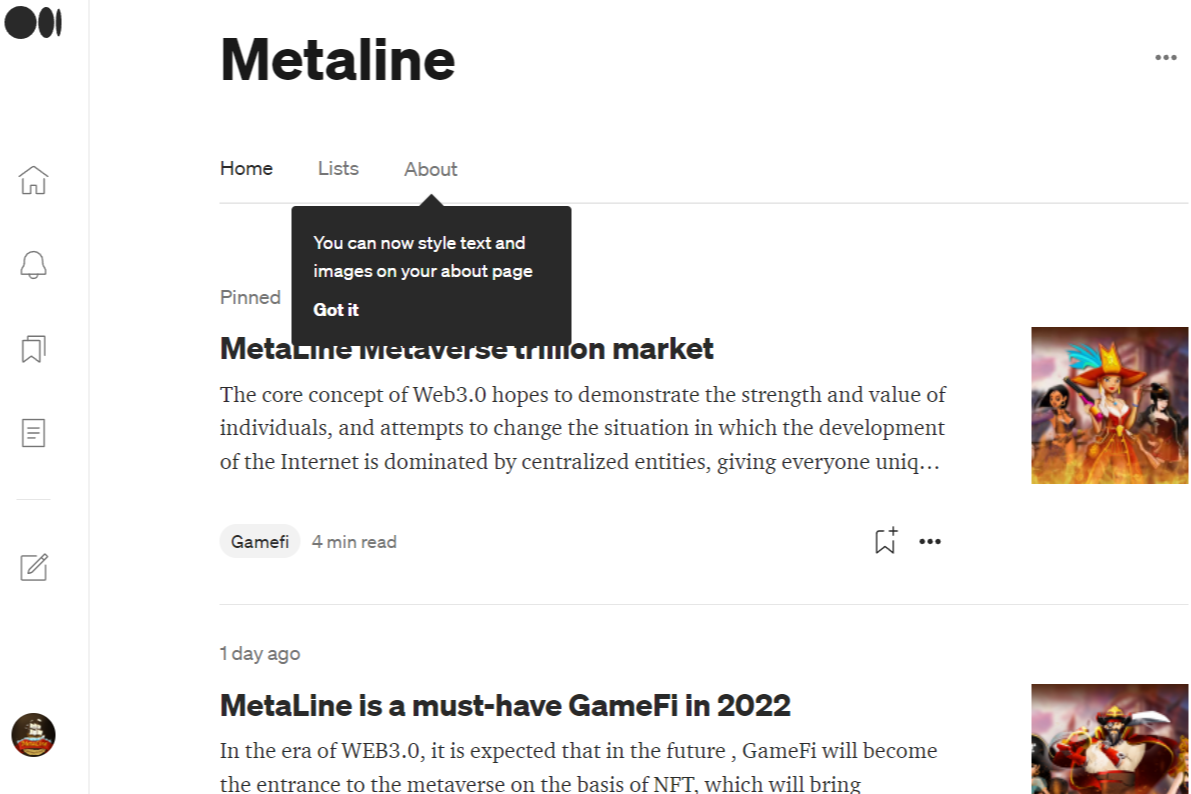 Metaline
Home Lists About
You can now style text and
images on your about page
Got it
Pinned
MetaLine Metaverse trillion market
The core concept of Web3.0 hopes to demonstrate the strength and value of
individuals, and attempts to change the situation in which the development
of the Internet is dominated by centralized entities, giving everyone uniq…
Gamefi 4 min read
1 day ago
MetaLine is a must-have GameFi in 2022
In the era of WEB3.0, it is expected that in the future , GameFi will become
the entrance to the metaverse on the basis of NFT, which will bring